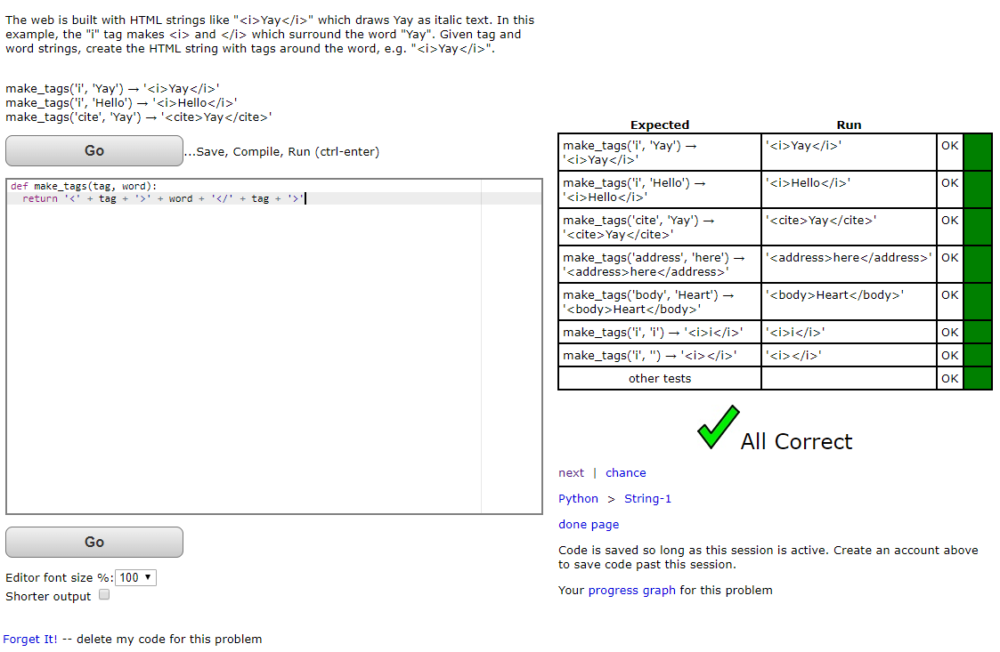 The web is built with HTML strings like "<i>Yay</i>" which draws Yay as italic text. In this
example, the "i" tag makes <i> and </i> which surround the word "Yay". Given tag and
word strings, create the HTML string with tags around the word, e.g. "<i>Yay</i>".
make_tags('i', 'Yay') → '<i>Yay</i>'
make_tags('i', 'Hello') → '<i>Hello</i>'
make_tags('cite', 'Yay') → '<cite>Yay</cite>'
Go
...Save, Compile, Run (ctrl-enter)
def make_tags(tag, word):
  return '<' + tag + '>' + word + '</' + tag + '>'
Go
Editor font size %: 100 ▼
Shorter output
Forget It! -- delete my code for this problem
Expected Run
make_tags('i', 'Yay') → '<i>Yay</i>' OK
'<i>Yay</i>'
make_tags('i', 'Hello') → '<i>Hello</i>' OK
'<i>Hello</i>'
make_tags('cite', 'Yay') → '<cite>Yay</cite>' OK
'<cite>Yay</cite>'
make_tags('address', 'here') → '<address>here</address>' OK
'<address>here</address>'
make_tags('body', 'Heart') → '<body>Heart</body>' OK
'<body>Heart</body>'
make_tags('i', 'i') → '<i>i</i>' '<i>i</i>' OK
make_tags('i', '') → '<i></i>' '<i></i>' OK
other tests OK
All Correct
next | chance
Python > String-1
done page
Code is saved so long as this session is active. Create an account above
to save code past this session.
Your progress graph for this problem